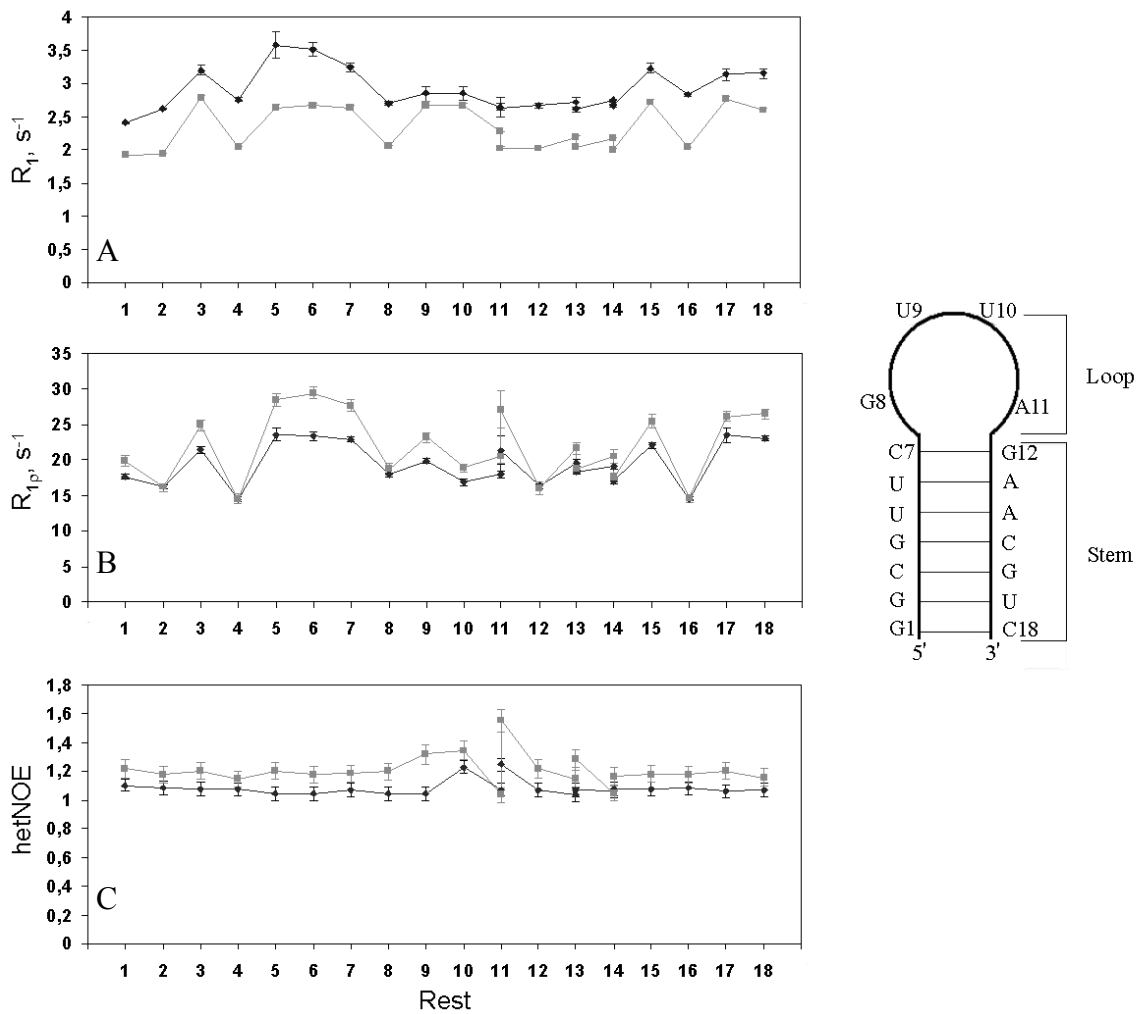 4
3,5
3
2,5
2
1,5
1
0,5
0
R1, s-1
A
1 2 3 4 5 6 7 8 9 10 11 12 13 14 15 16 17 18
35
30
25
20
15
10
5
0
R1ρ, s-1
B
1 2 3 4 5 6 7 8 9 10 11 12 13 14 15 16 17 18
1,8
1,6
1,4
1,2
1
0,8
0,6
0,4
0,2
0
hetNOE
C
1 2 3 4 5 6 7 8 9 10 11 12 13 14 15 16 17 18
Rest
U9 U10
G8 A11
Loop
C7 G12
U A
U A
G C
C G
G U
G1 C18
Stem
5' 3'